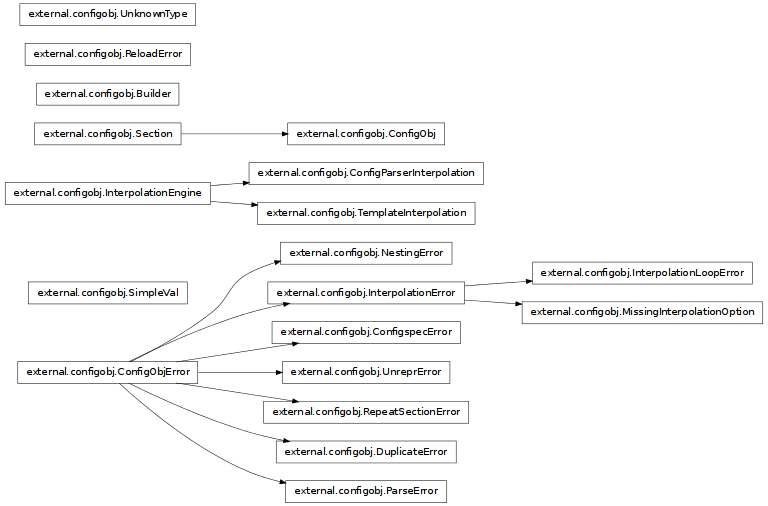 external.configobj.UnknownType
external.configobj.ReloadError
external.configobj.Builder
external.configobj.Section
external.configobj.ConfigObj
external.configobj.ConfigParserInterpolation
external.configobj.InterpolationEngine
external.configobj.TemplateInterpolation
external.configobj.NestingError
external.configobj.InterpolationLoopError
external.configobj.SimpleVal
external.configobj.InterpolationError
external.configobj.MissingInterpolationOption
external.configobj.ConfigspecError
external.configobj.ConfigObjError
external.configobj.UnreprError
external.configobj.RepeatSectionError
external.configobj.DuplicateError
external.configobj.ParseError